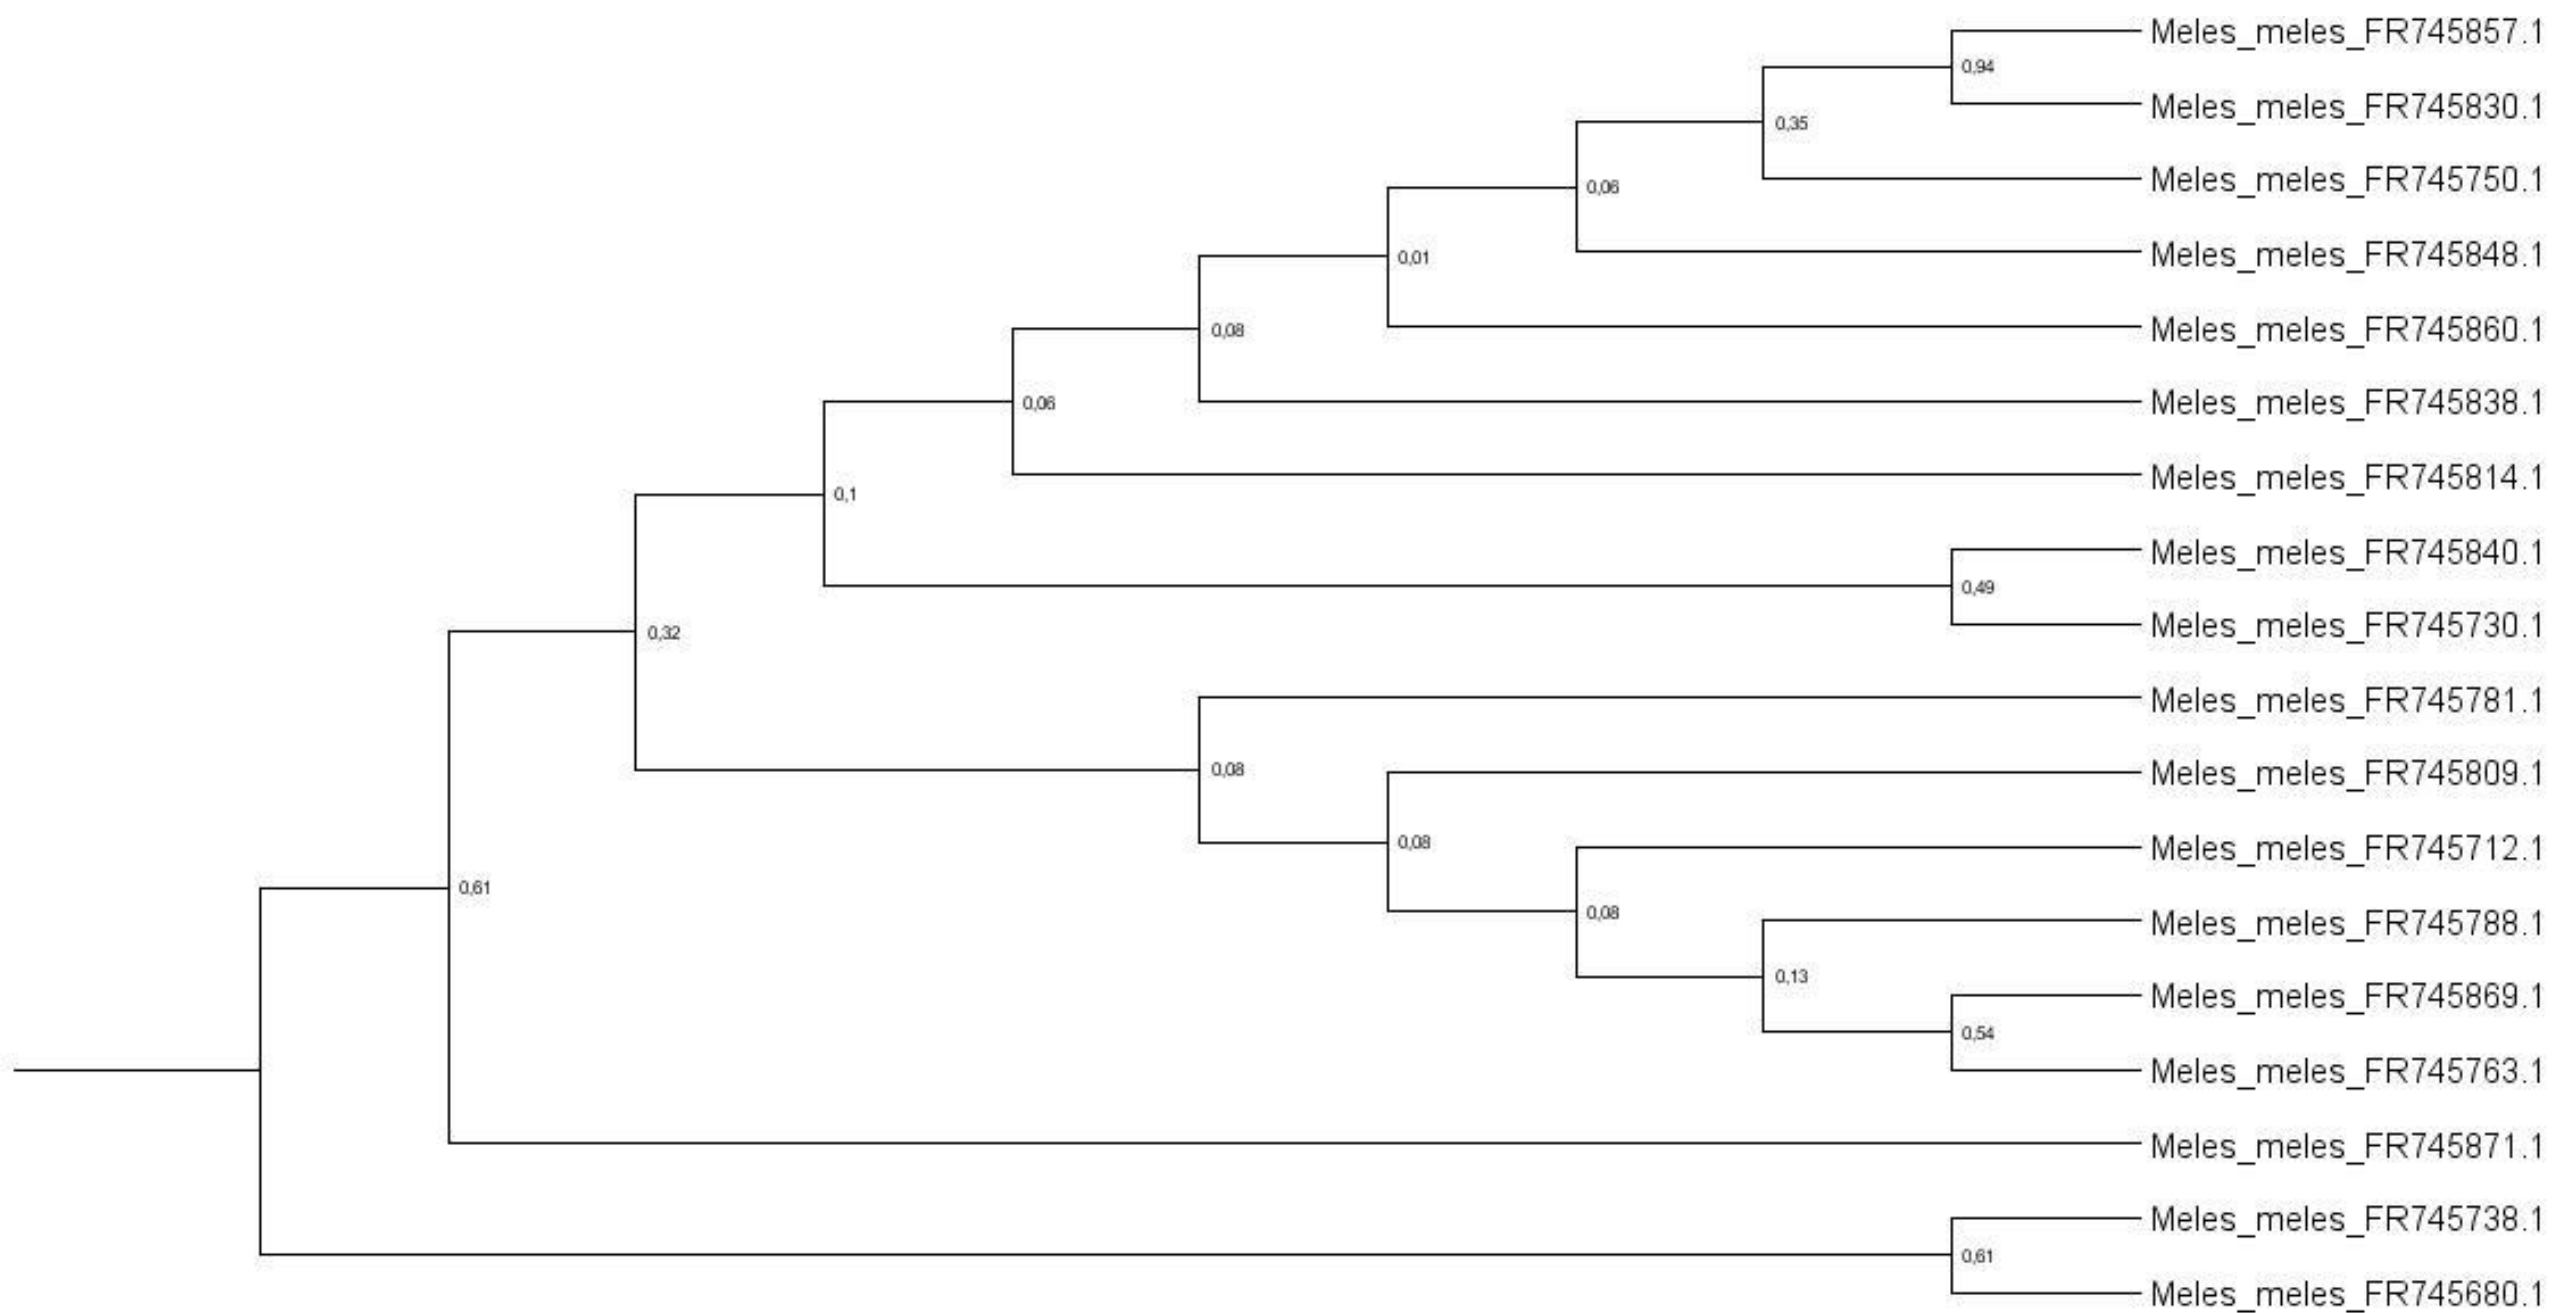 Meles_meles_FR745857.1
0,94
Meles_meles_FR745830.1
0,35
Meles_meles_FR745750.1
0,06
Meles_meles_FR745848.1
0,01
Meles_meles_FR745860.1
0,08
Meles_meles_FR745838.1
0,06
Meles_meles_FR745814.1
0,1
Meles_meles_FR745840.1
0,49
Meles_meles_FR745730.1
0,32
Meles_meles_FR745781.1
0,08
Meles_meles_FR745809.1
0,08
Meles_meles_FR745712.1
0,61
0,08
Meles_meles_FR745788.1
0,13
Meles_meles_FR745869.1
0,54
Meles_meles_FR745763.1
Meles_meles_FR745871.1
Meles_meles_FR745738.1
0,61
Meles_meles_FR745680.1